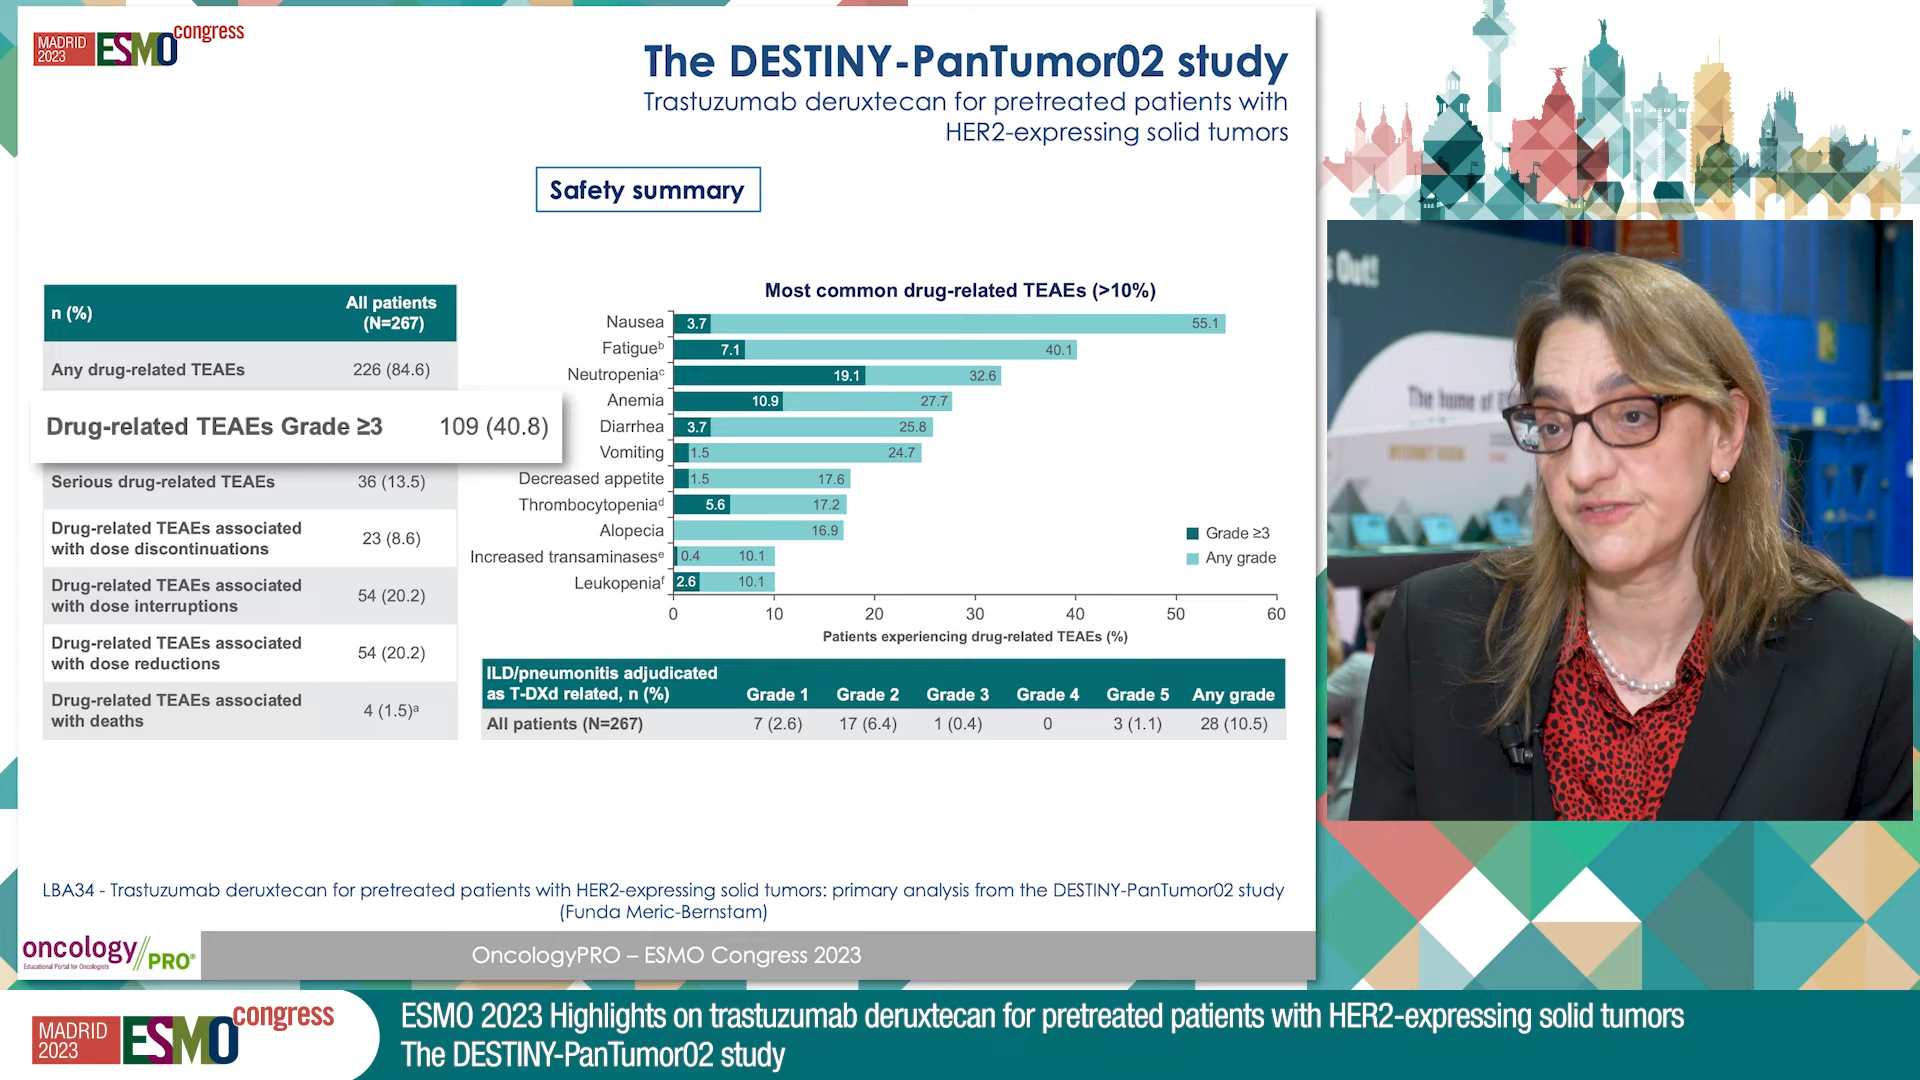 MADRID
2023
ESMO congress
The DESTINY-PanTumor02 study
Trastuzumab deruxtecan for pretreated patients with
HER2-expressing solid tumors
Safety summary
n (%)
All patients
(N=267)
Any drug-related TEAEs 226 (84.6)
Drug-related TEAEs Grade ≥3 109 (40.8)
Serious drug-related TEAEs 36 (13.5)
Drug-related TEAEs associated
with dose discontinuations
23 (8.6)
Drug-related TEAEs associated
with dose interruptions
54 (20.2)
Drug-related TEAEs associated
with dose reductions
54 (20.2)
Drug-related TEAEs associated
with deaths
4 (1.5)ᵃ
Most common drug-related TEAEs (>10%)
Nausea 3.7 55.1
Fatigueᵇ 7.1 40.1
Neutropeniaᶜ 19.1 32.6
Anemia 10.9 27.7
Diarrhea 3.7 25.8
Vomiting 1.5 24.7
Decreased appetite 1.5 17.6
Thrombocytopeniaᵈ 5.6 17.2
Alopecia 16.9
Increased transaminasesᵉ 0.4 10.1
Leukopeniaᶠ 2.6 10.1
Grade ≥3
Any grade
0 10 20 30 40 50 60
Patients experiencing drug-related TEAEs (%)
ILD/pneumonitis adjudicated
as T-DXd related, n (%) Grade 1 Grade 2 Grade 3 Grade 4 Grade 5 Any grade
All patients (N=267) 7 (2.6) 17 (6.4) 1 (0.4) 0 3 (1.1) 28 (10.5)
LBA34 - Trastuzumab deruxtecan for pretreated patients with HER2-expressing solid tumors: primary analysis from the DESTINY-PanTumor02 study
(Funda Meric-Bernstam)
oncology//PRO®
Educational Portal for Oncologists
OncologyPRO – ESMO Congress 2023
Out!
The home of
MADRID
2023
ESMO congress
ESMO 2023 Highlights on trastuzumab deruxtecan for pretreated patients with HER2-expressing solid tumors
The DESTINY-PanTumor02 study